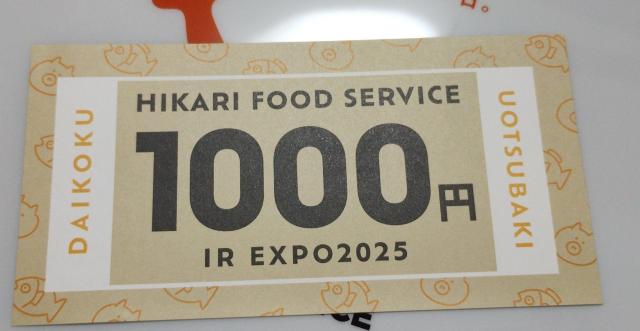 HIKARI FOOD SERVICE
DAIKOKU
1000円
UOTSUBAKI
IR EXPO2025